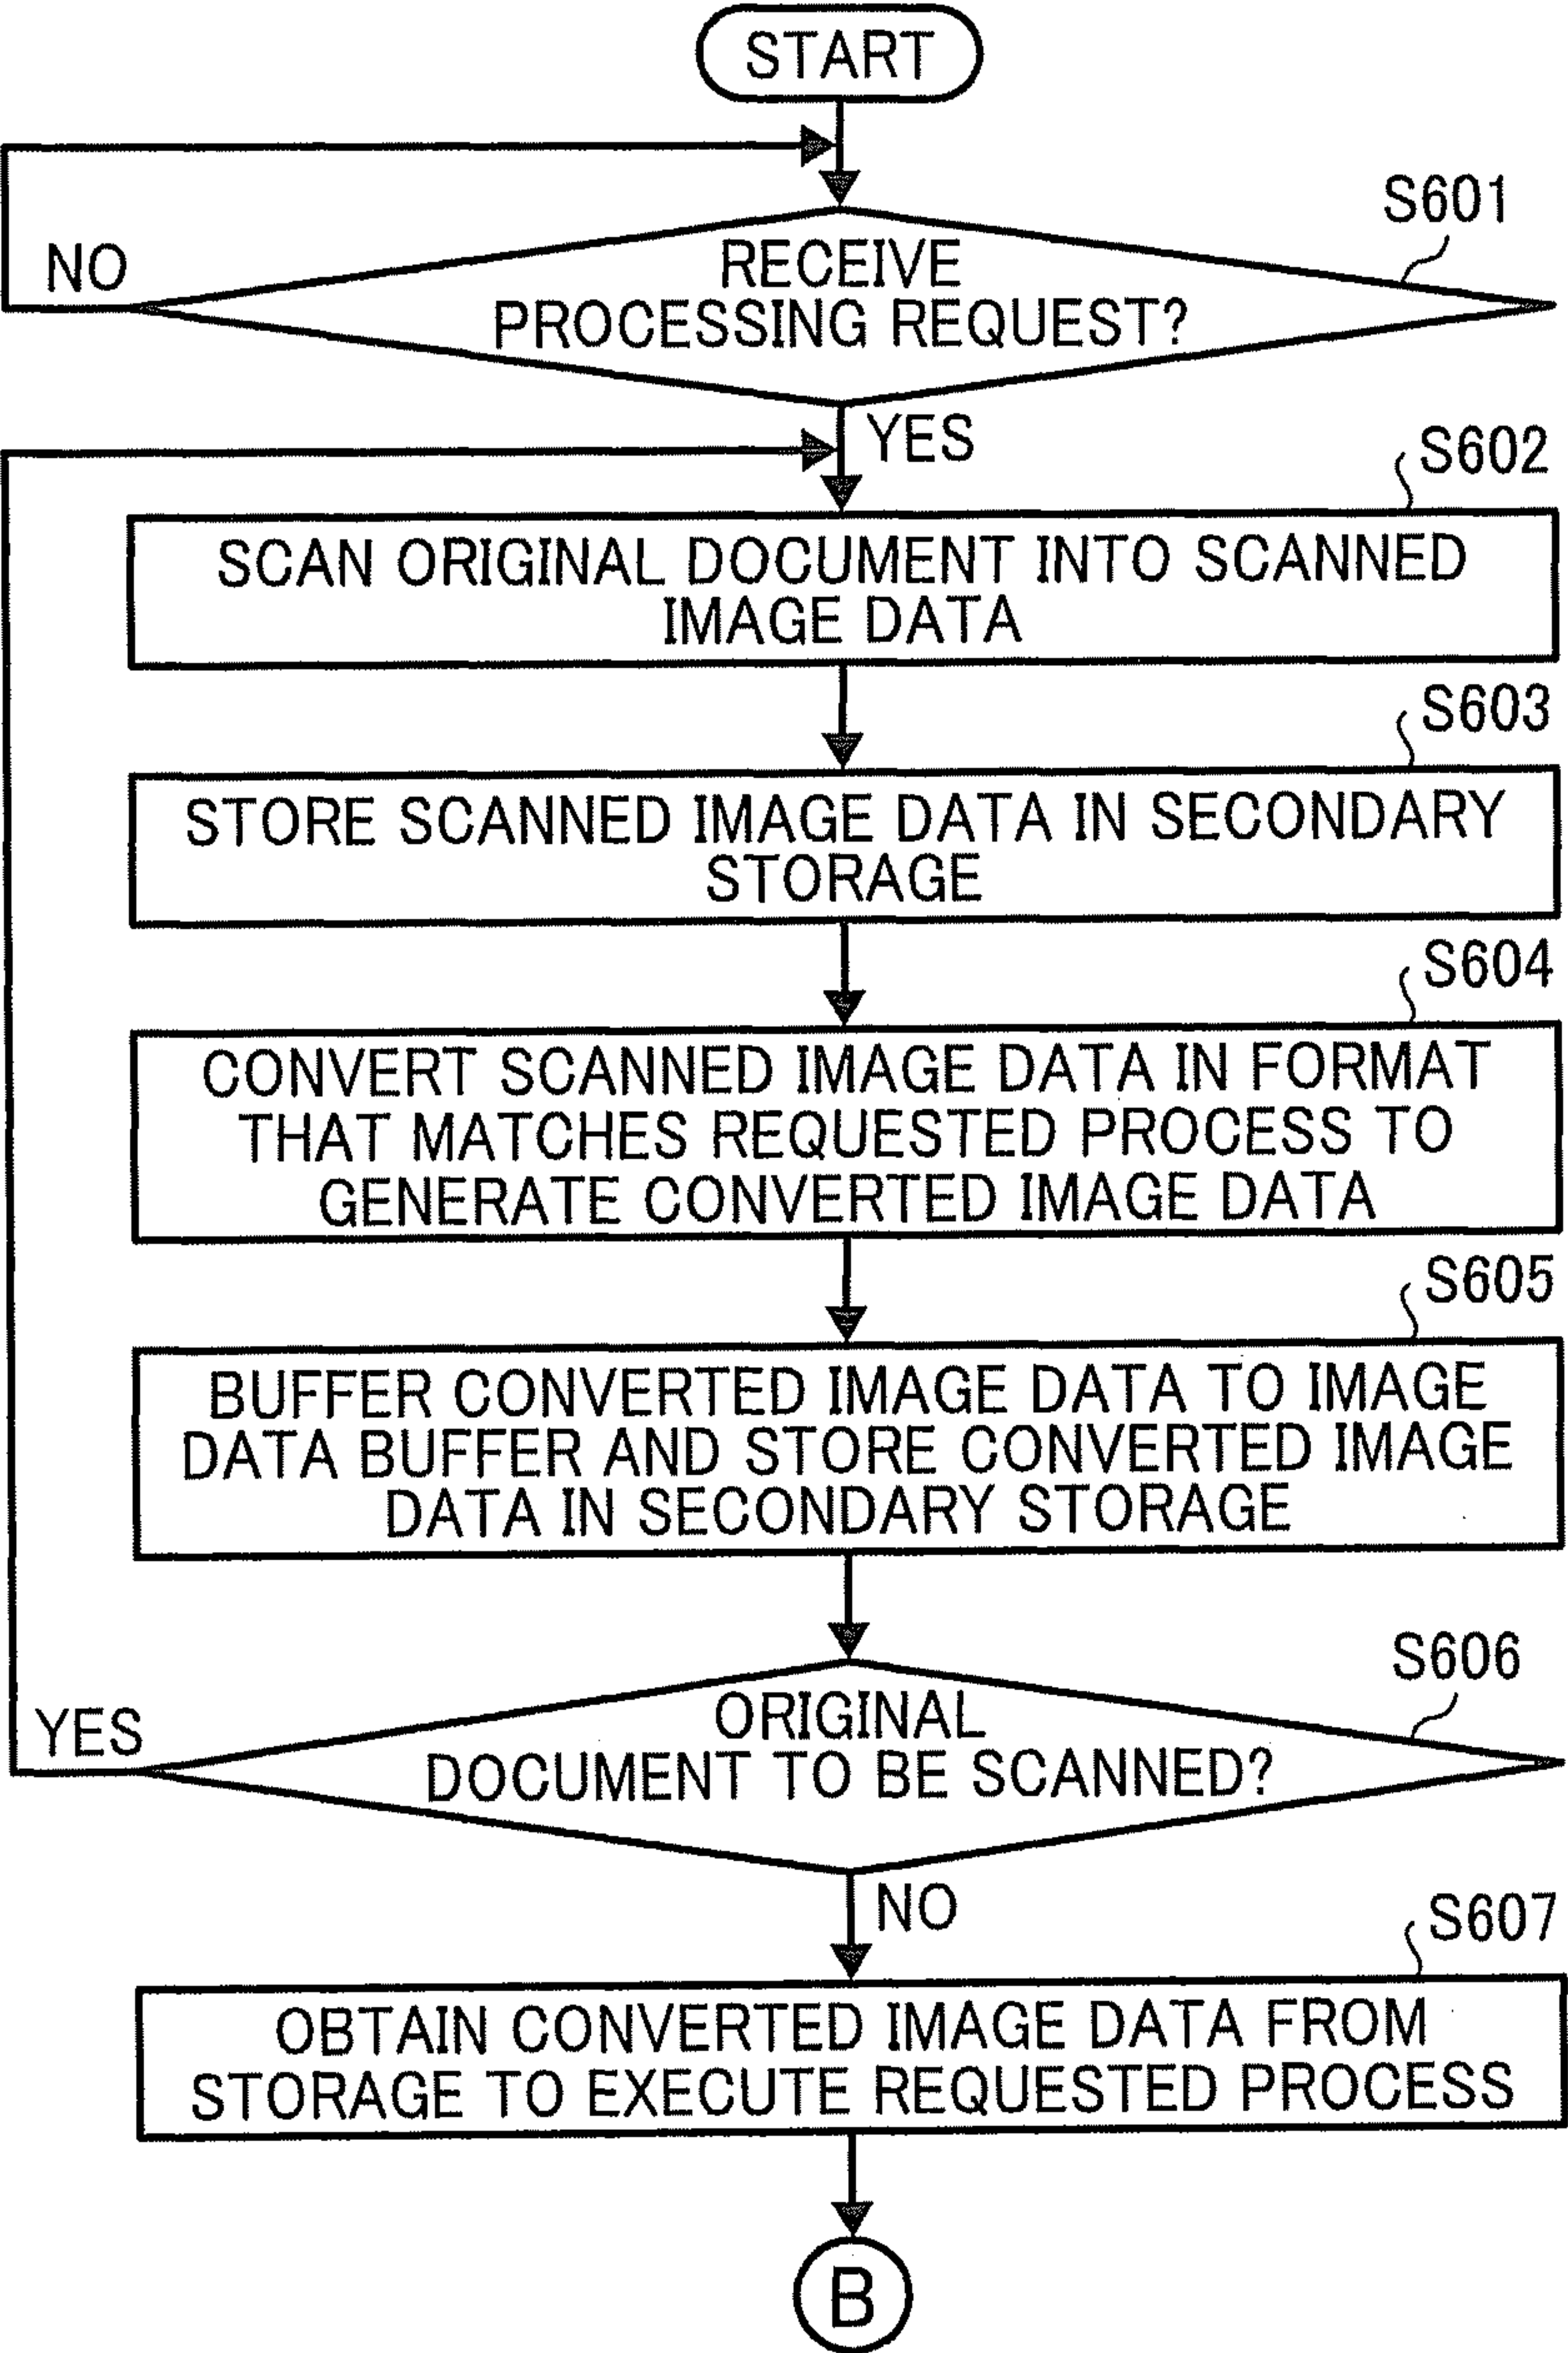 START
S601
NO
RECEIVE
PROCESSING REQUEST?
YES
S602
SCAN ORIGINAL DOCUMENT INTO SCANNED
IMAGE DATA
S603
STORE SCANNED IMAGE DATA IN SECONDARY
STORAGE
S604
CONVERT SCANNED IMAGE DATA IN FORMAT
THAT MATCHES REQUESTED PROCESS TO
GENERATE CONVERTED IMAGE DATA
S605
BUFFER CONVERTED IMAGE DATA TO IMAGE
DATA BUFFER AND STORE CONVERTED IMAGE
DATA IN SECONDARY STORAGE
S606
YES
ORIGINAL
DOCUMENT TO BE SCANNED?
NO
S607
OBTAIN CONVERTED IMAGE DATA FROM
STORAGE TO EXECUTE REQUESTED PROCESS
B